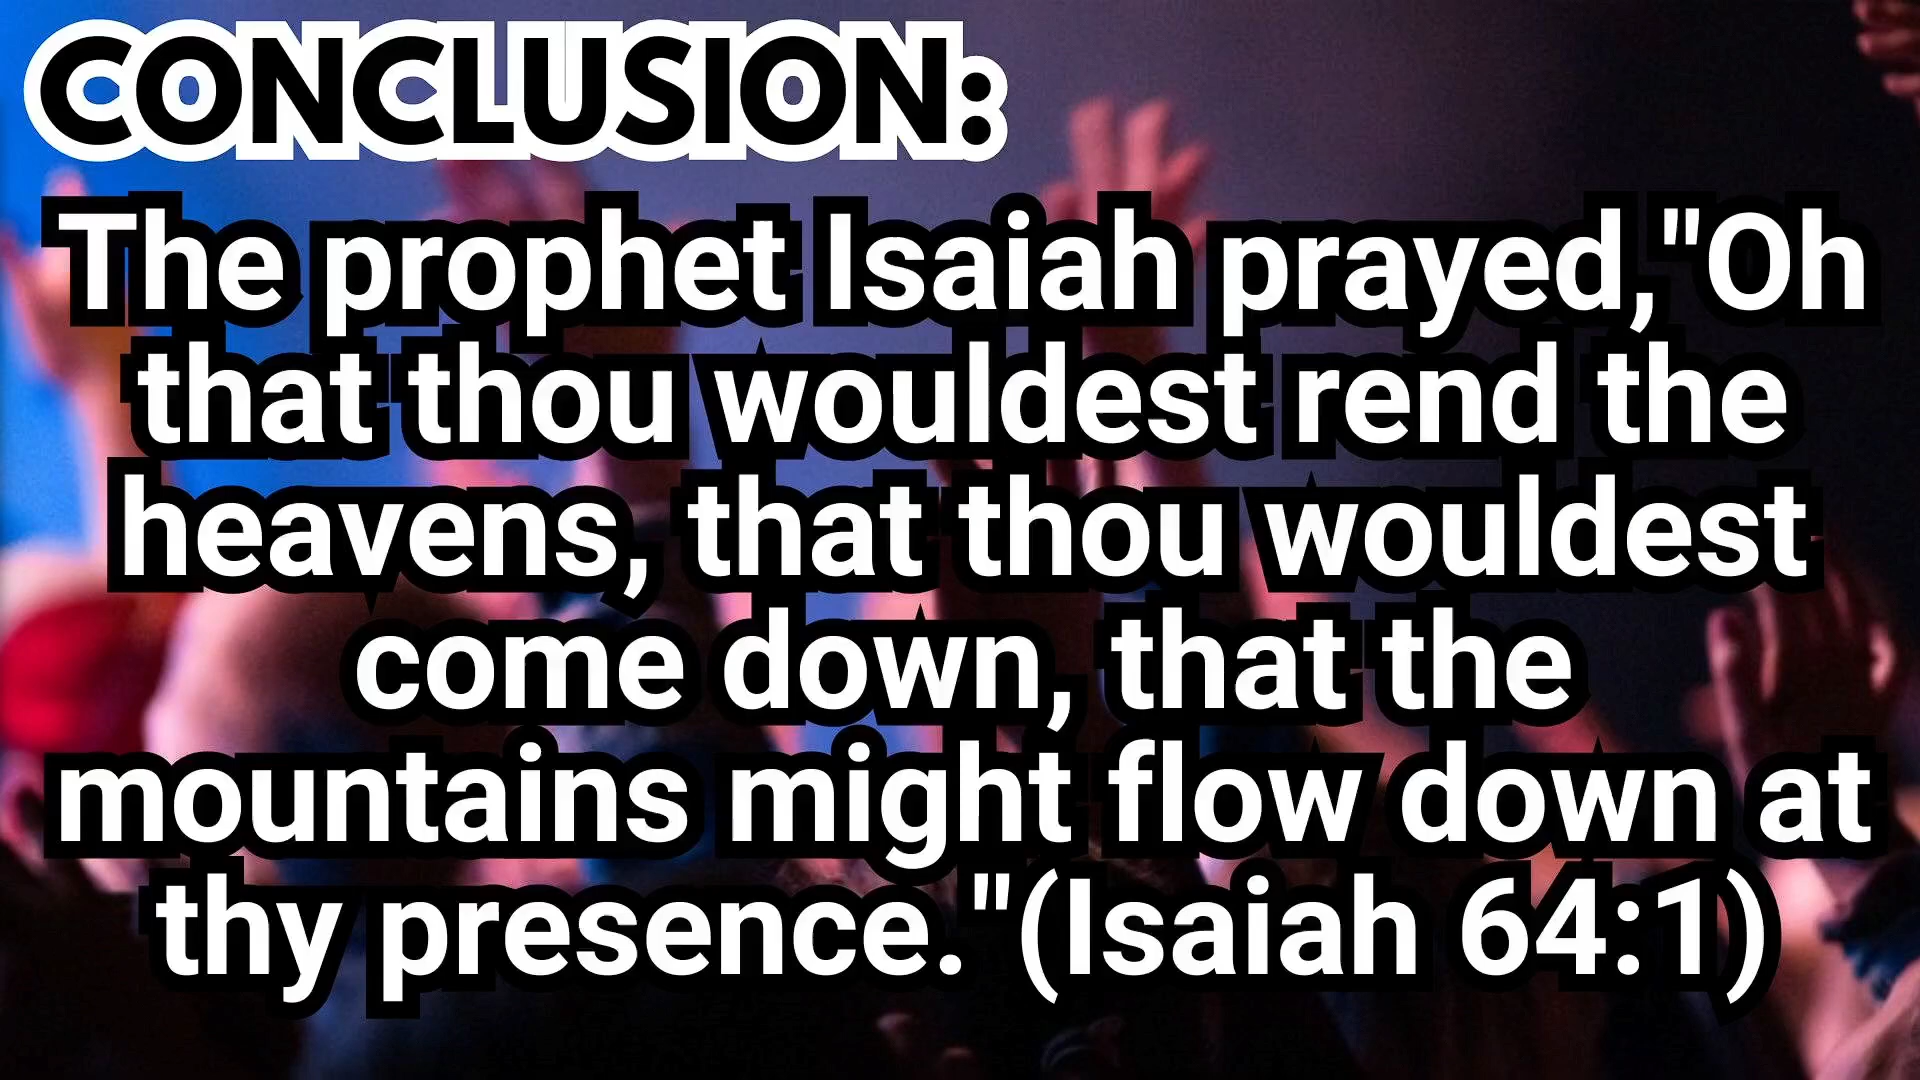 CONCLUSION:
The prophet Isaiah prayed,"Oh
that thou wouldest rend the
heavens, that thou wouldest
come down, that the
mountains might flow down at
thy presence."(Isaiah 64:1)